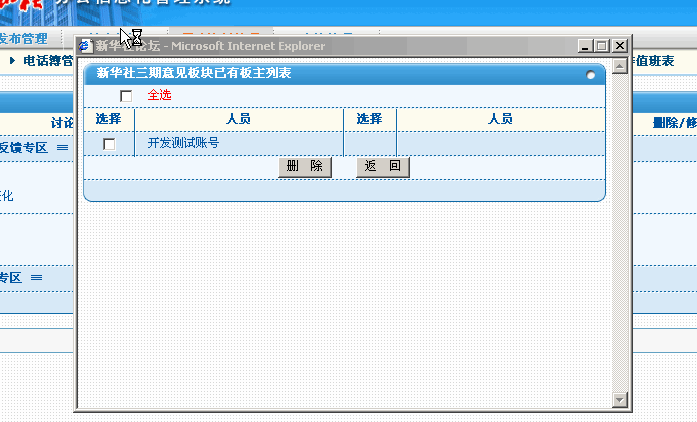 办公信息化管理系统
发布管理
新华社论坛 - Microsoft Internet Explorer
电话簿管
值班表
新华社三期意见板块已有板主列表
全选
讨论
选择 人员 选择 人员
删除/修
反馈专区
开发测试账号
删 除 返 回
化
专区